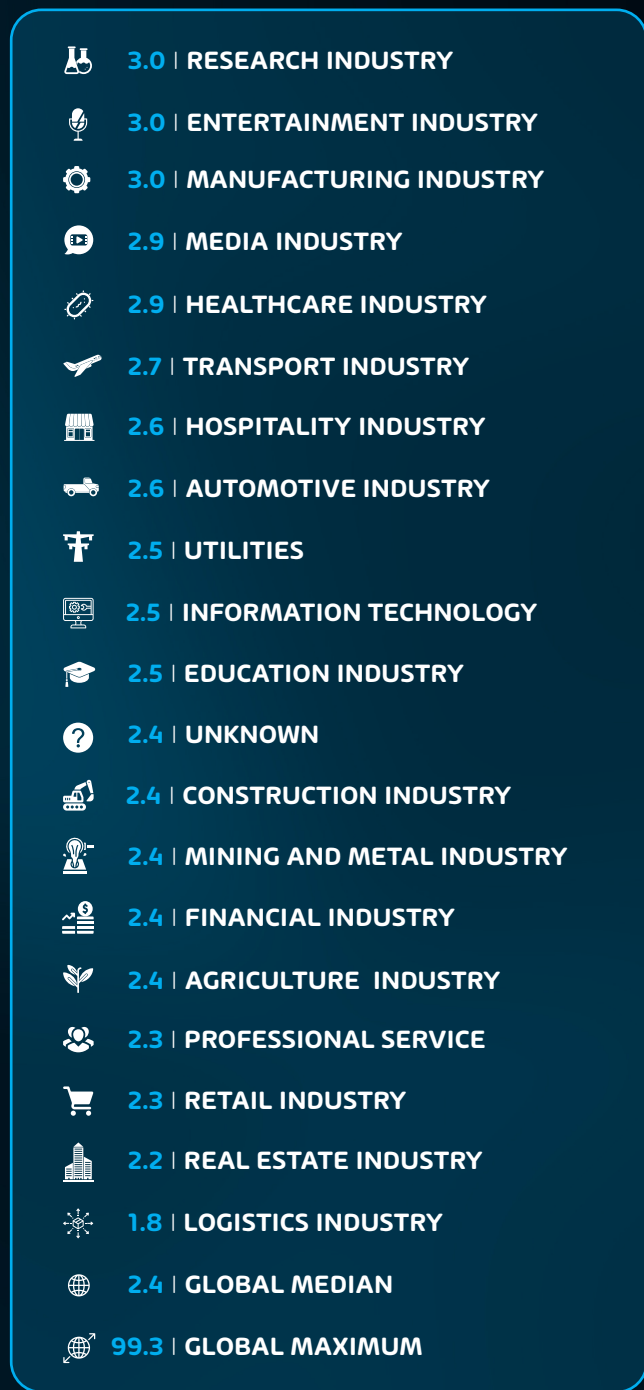 3.0 | RESEARCH INDUSTRY
3.0 | ENTERTAINMENT INDUSTRY
3.0 | MANUFACTURING INDUSTRY
2.9 | MEDIA INDUSTRY
2.9 | HEALTHCARE INDUSTRY
2.7 | TRANSPORT INDUSTRY
2.6 | HOSPITALITY INDUSTRY
2.6 | AUTOMOTIVE INDUSTRY
2.5 | UTILITIES
2.5 | INFORMATION TECHNOLOGY
2.5 | EDUCATION INDUSTRY
2.4 | UNKNOWN
2.4 | CONSTRUCTION INDUSTRY
2.4 | MINING AND METAL INDUSTRY
2.4 | FINANCIAL INDUSTRY
2.4 | AGRICULTURE  INDUSTRY
2.3 | PROFESSIONAL SERVICE
2.3 | RETAIL INDUSTRY
2.2 | REAL ESTATE INDUSTRY
1.8 | LOGISTICS INDUSTRY
2.4 | GLOBAL MEDIAN
99.3 | GLOBAL MAXIMUM